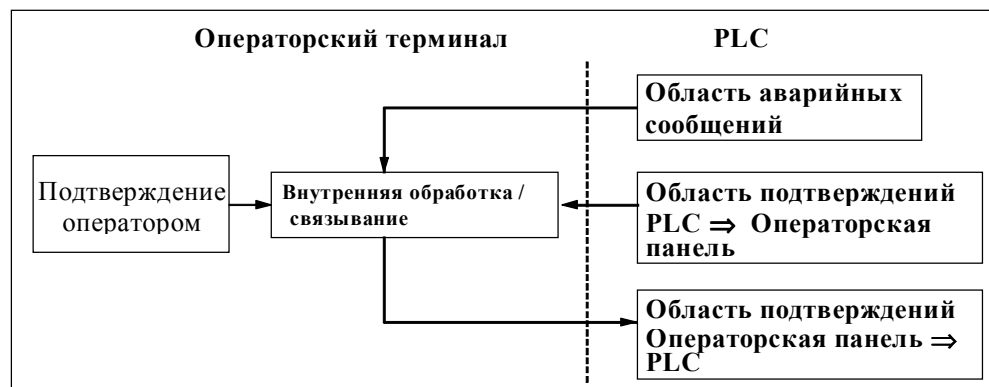 Операторский терминал
PLC
Область аварийных
сообщений
Подтверждение
оператором
Внутренняя обработка /
связывание
Область подтверждений
PLC ⇒ Операторская
панель
Область подтверждений
Операторская панель ⇒
PLC